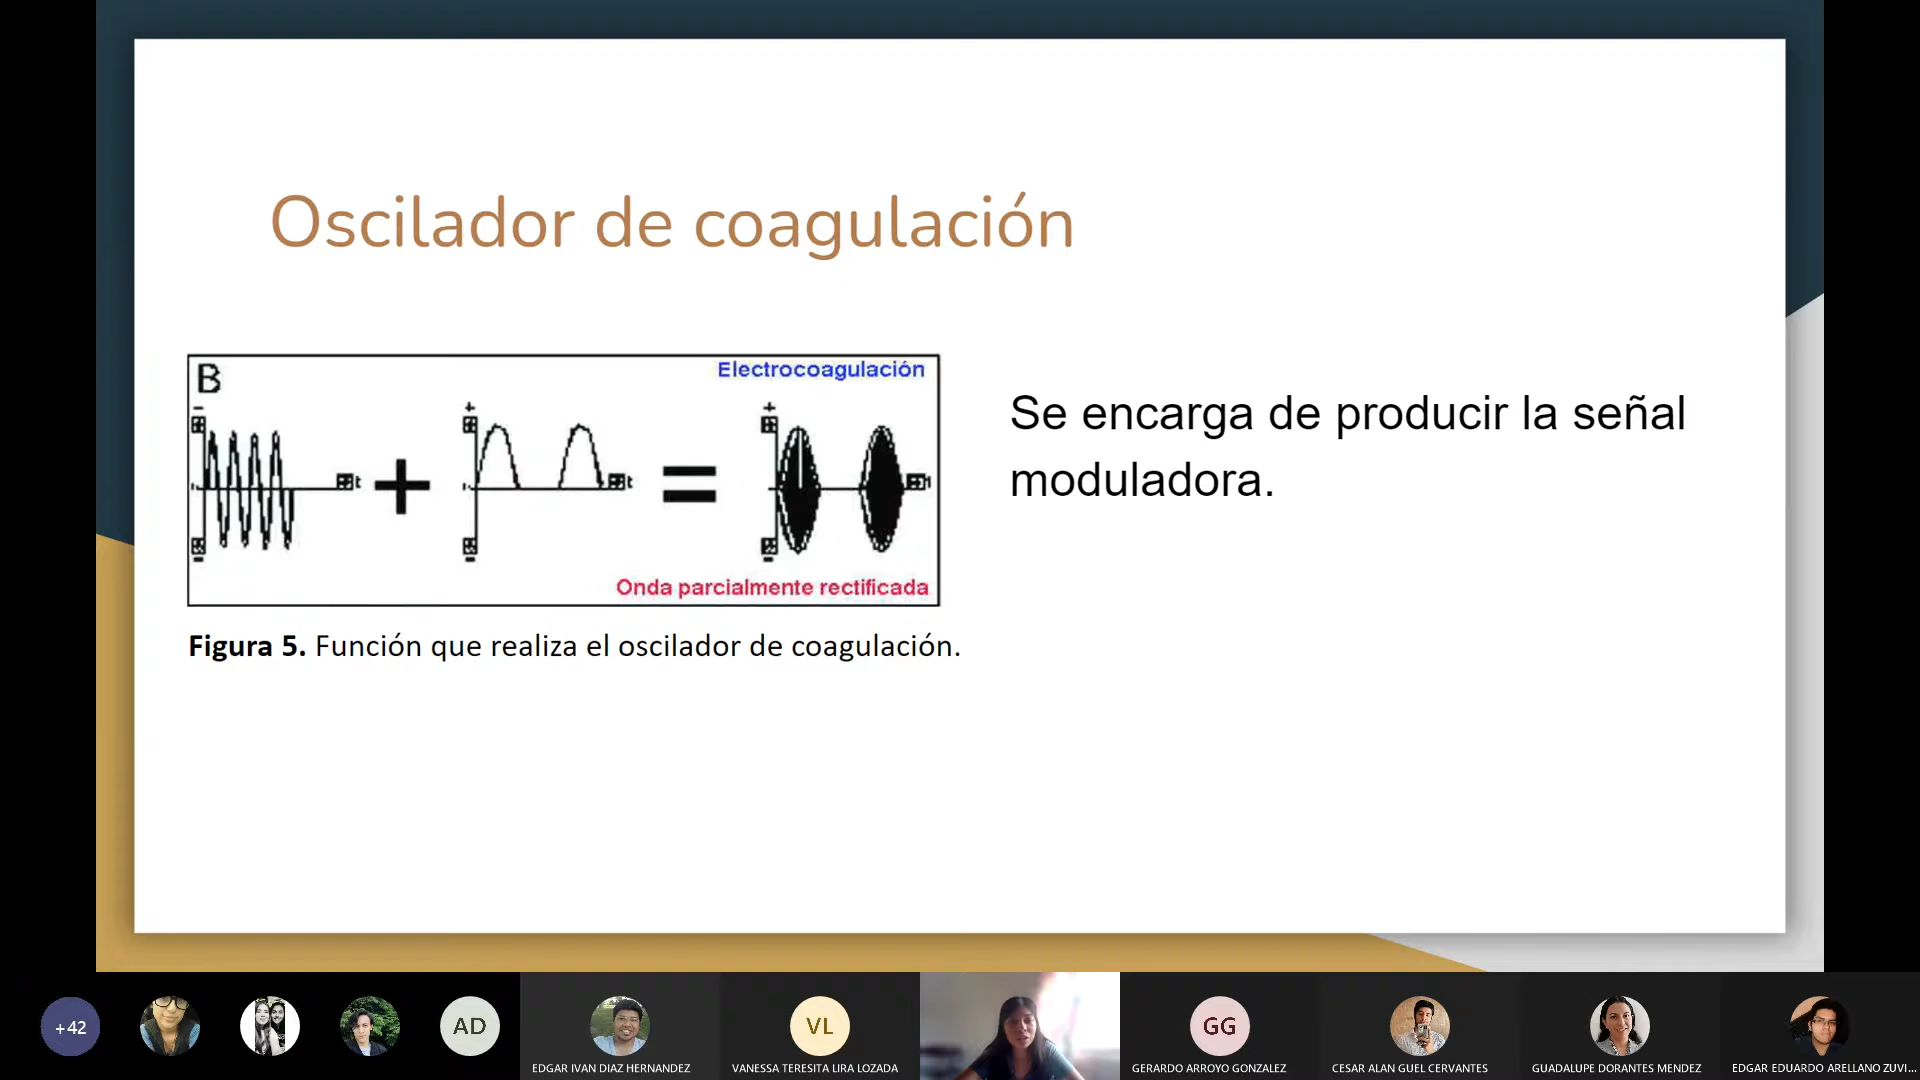 Oscilador de coagulación
B
Electrocoagulación
+
+
t
+
t
=
Onda parcialmente rectificada
Figura 5. Función que realiza el oscilador de coagulación.
Se encarga de producir la señal
moduladora.
+42
AD
VL
GG
EDGAR IVAN DIAZ HERNANDEZ
VANESSA TERESITA LIRA LOZADA
GERARDO ARROYO GONZALEZ
CESAR ALAN GUEL CERVANTES
GUADALUPE DORANTES MENDEZ
EDGAR EDUARDO ARELLANO ZUVI...